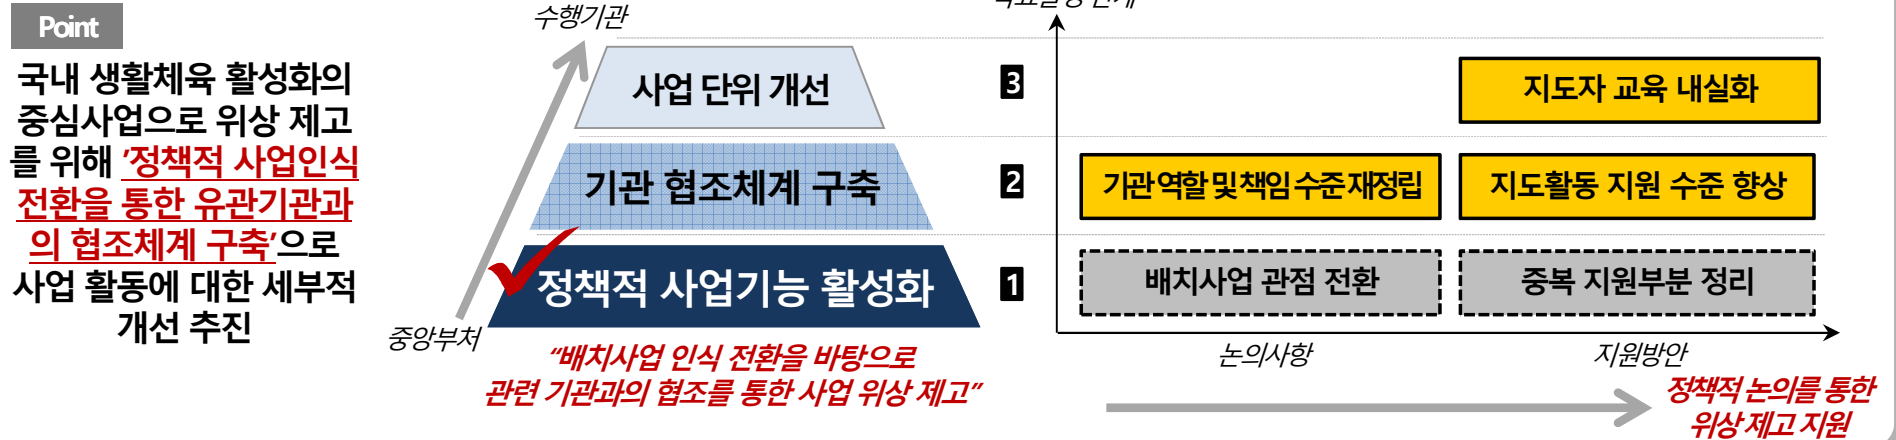 Point
국내 생활체육 활성화의
중심사업으로 위상 제고
를 위해 '정책적 사업인식
전환을 통한 유관기관과
의 협조체계 구축'으로
사업 활동에 대한 세부적
개선 추진
수행기관
중앙부처
사업 단위 개선
기관 협조체계 구축
정책적 사업기능 활성화
“배치사업 인식 전환을 바탕으로
관련 기관과의 협조를 통한 사업 위상 제고”
3
지도자 교육 내실화
2
기관 역할 및 책임 수준 재정립
지도활동 지원 수준 향상
1
배치사업 관점 전환
중복 지원부분 정리
논의사항
지원방안
정책적 논의를 통한
위상 제고 지원